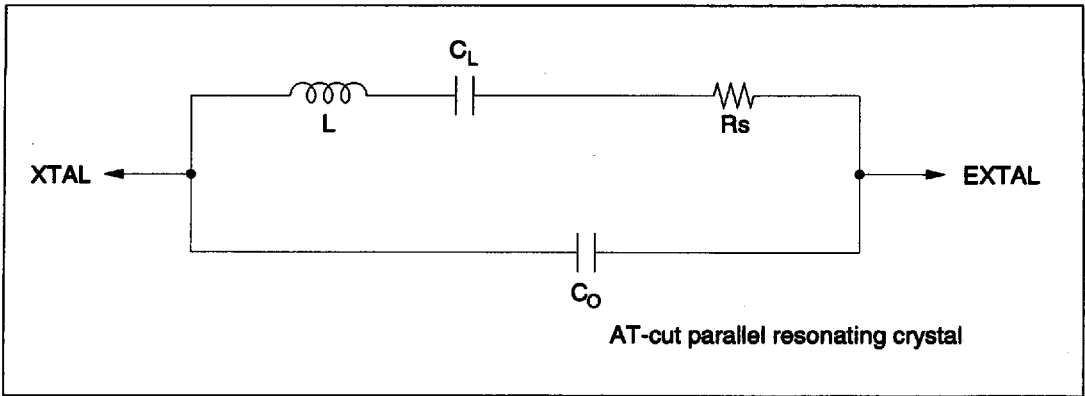 C_L
L
Rs
XTAL
EXTAL
C_O
AT-cut parallel resonating crystal